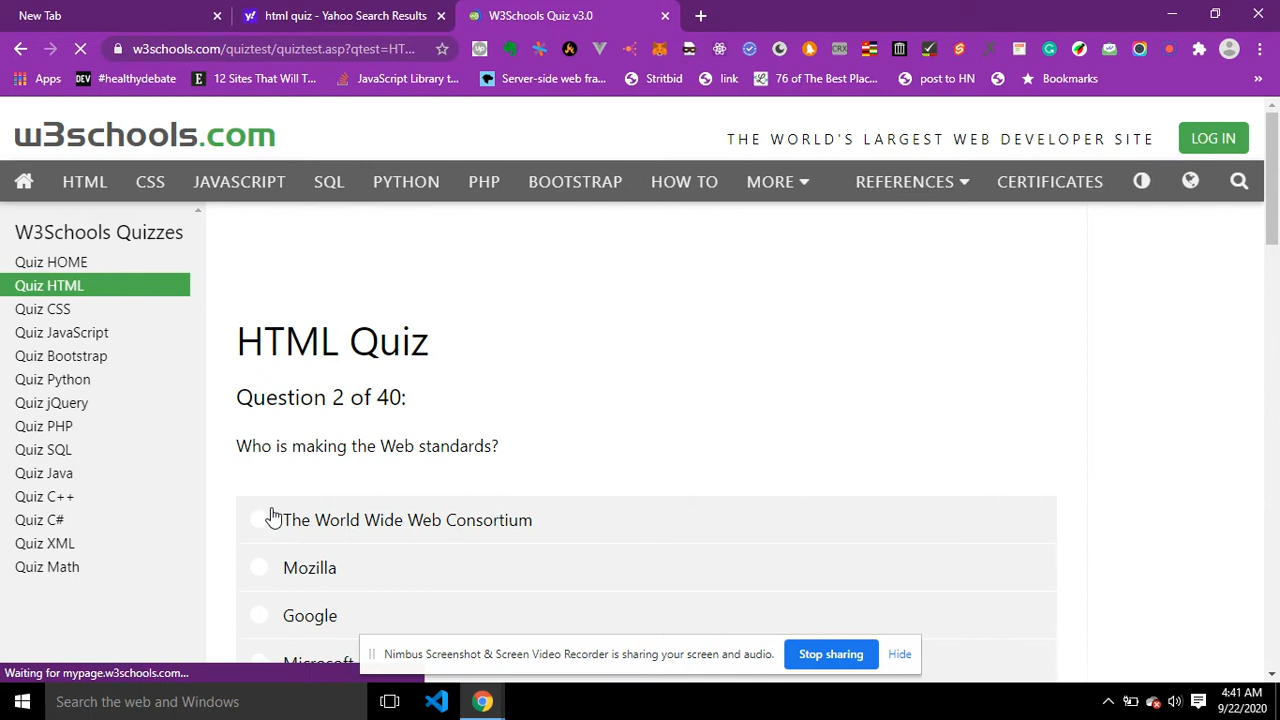 New Tab
html quiz - Yahoo Search Results
W3Schools Quiz v3.0
w3schools.com/quiztest/quiztest.asp?qtest=HT...
Apps
DEV
#healthydebate
12 Sites That Will T...
JavaScript Library t...
Server-side web fra...
Stribtid
link
76 of The Best Plac...
post to HN
Bookmarks
w3schools.com
THE WORLD'S LARGEST WEB DEVELOPER SITE
LOG IN
HTML
CSS
JAVASCRIPT
SQL
PYTHON
PHP
BOOTSTRAP
HOW TO
MORE
REFERENCES
CERTIFICATES
W3Schools Quizzes
Quiz HOME
Quiz HTML
Quiz CSS
Quiz JavaScript
Quiz Bootstrap
Quiz Python
Quiz jQuery
Quiz PHP
Quiz SQL
Quiz Java
Quiz C++
Quiz C#
Quiz XML
Quiz Math
HTML Quiz
Question 2 of 40:
Who is making the Web standards?
The World Wide Web Consortium
Mozilla
Google
Microsoft
Nimbus Screenshot & Screen Video Recorder is sharing your screen and audio.
Stop sharing
Hide
Waiting for mypage.w3schools.com...
Search the web and Windows
4:41 AM
9/22/2020